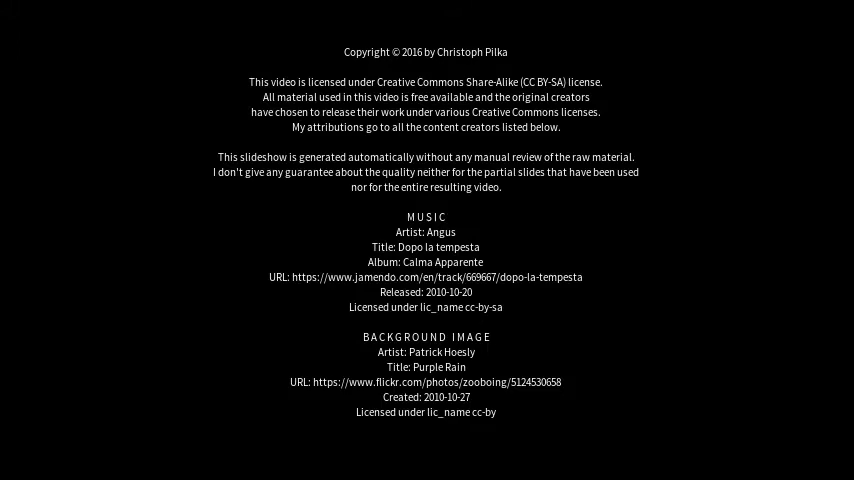 Copyright © 2016 by Christoph Pilka
This video is licensed under Creative Commons Share-Alike (CC BY-SA) license.
All material used in this video is free available and the original creators
have chosen to release their work under various Creative Commons licenses.
My attributions go to all the content creators listed below.
This slideshow is generated automatically without any manual review of the raw material.
I don't give any guarantee about the quality neither for the partial slides that have been used
nor for the entire resulting video.
M U S I C
Artist: Angus
Title: Dopo la tempesta
Album: Calma Apparente
URL: https://www.jamendo.com/en/track/669667/dopo-la-tempesta
Released: 2010-10-20
Licensed under lic_name cc-by-sa
B A C K G R O U N D   I M A G E
Artist: Patrick Hoesly
Title: Purple Rain
URL: https://www.flickr.com/photos/zooboing/5124530658
Created: 2010-10-27
Licensed under lic_name cc-by